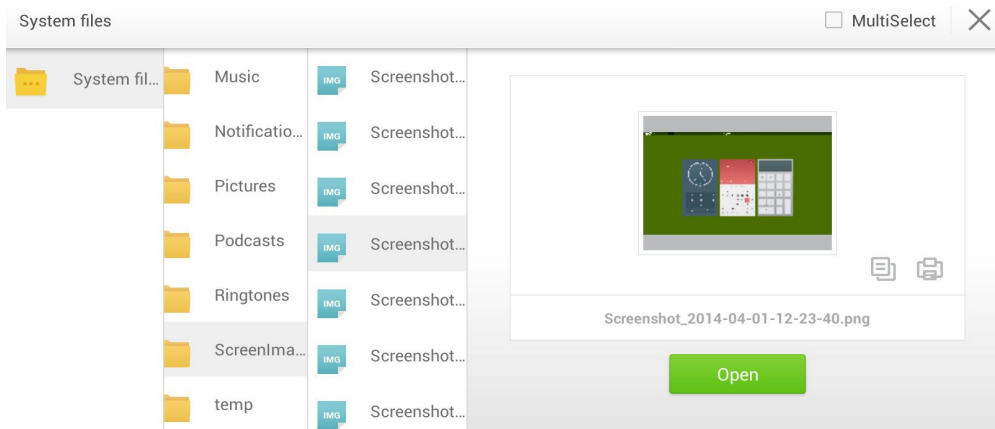 System files
MultiSelect
System fil...
Music
Notificatio...
Pictures
Podcasts
Ringtones
ScreenIma...
temp
IMG
Screenshot...
IMG
Screenshot...
IMG
Screenshot...
IMG
Screenshot...
IMG
Screenshot...
IMG
Screenshot...
IMG
Screenshot...
Screenshot_2014-04-01-12-23-40.png
Open